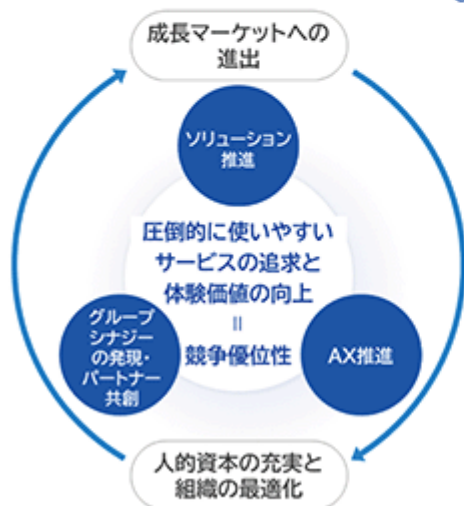 成長マーケットへの
進出
ソリューション
推進
圧倒的に使いやすい
サービスの追求と
体験価値の向上
=
競争優位性
グループ
シナジー
の発現・
パートナー
共創
AX推進
人的資本の充実と
組織の最適化